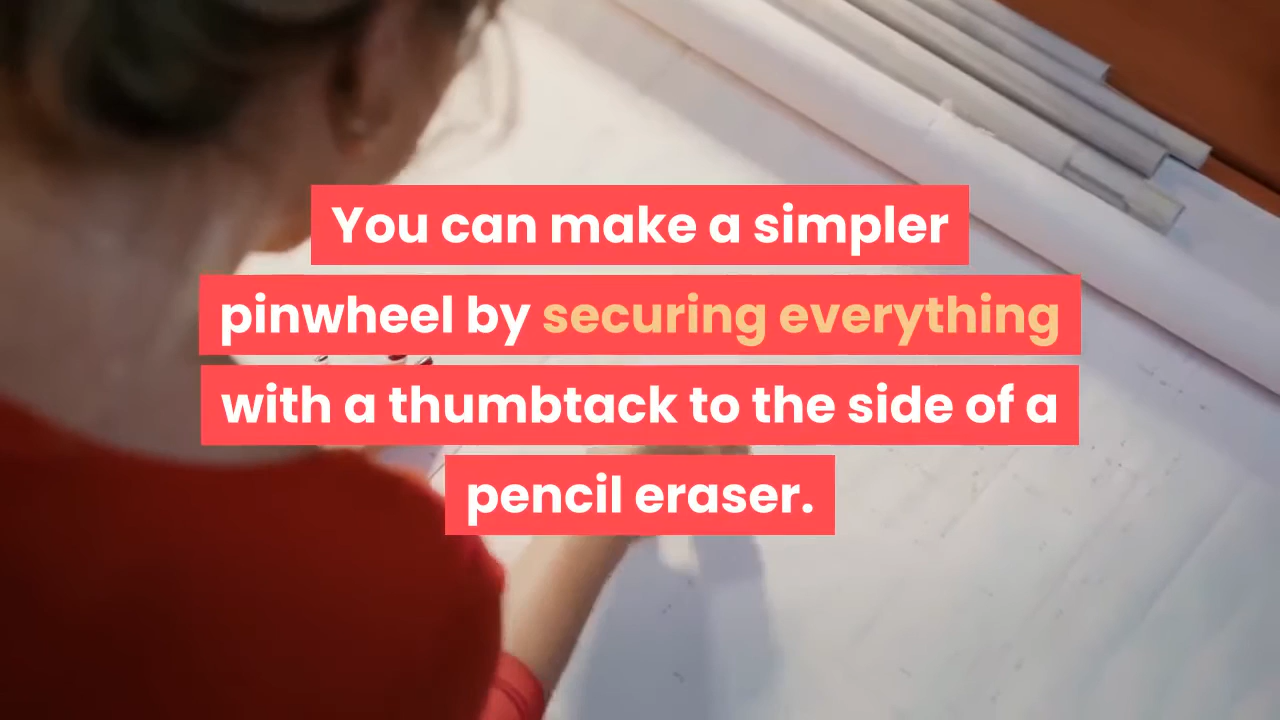 You can make a simpler
pinwheel by securing everything
with a thumbtack to the side of a
pencil eraser.